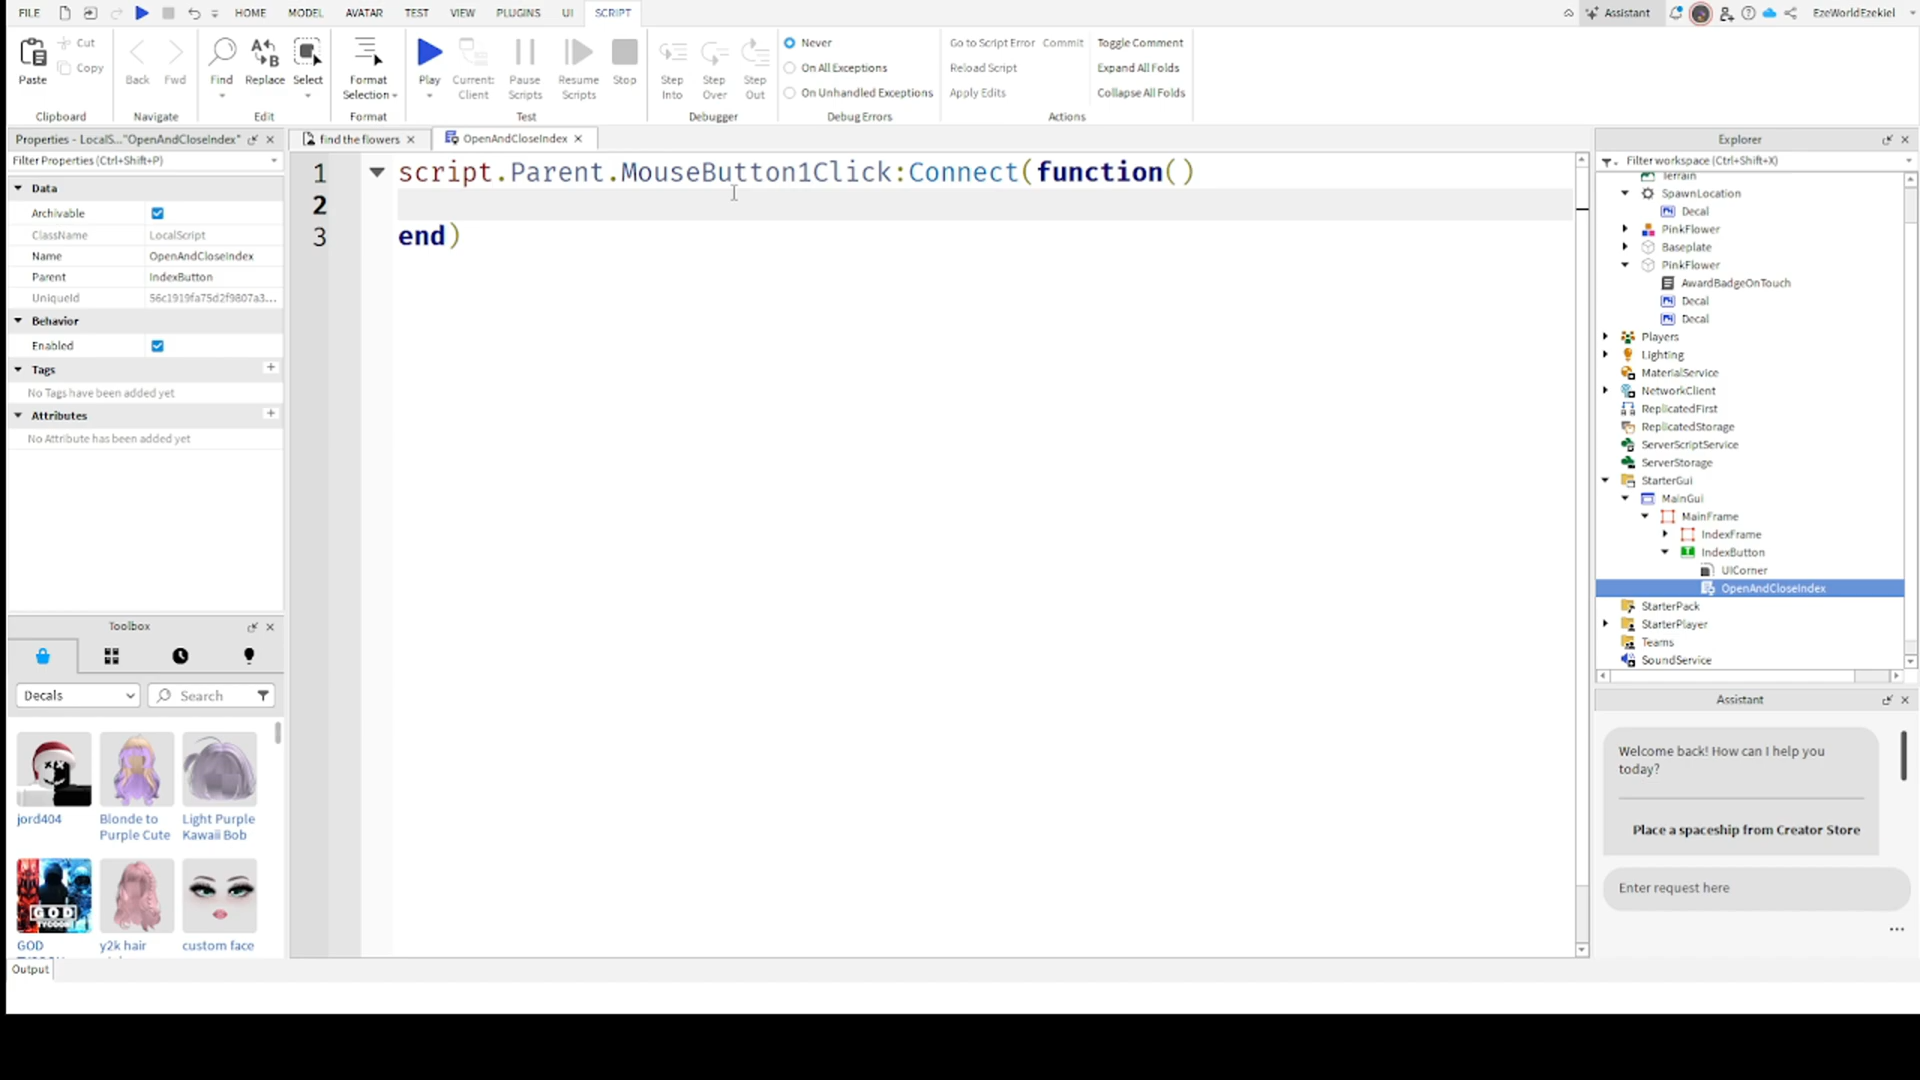 FILE HOME MODEL AVATAR TEST VIEW PLUGINS UI SCRIPT Assistant EzeWorldEzekiel
Paste Cut Copy
Back Fwd
Find Replace Select
Format Selection
Play Current: Client Pause Scripts Resume Scripts Stop
Step Into Step Over Step Out
Never
On All Exceptions
On Unhandled Exceptions
Go to Script Error Commit
Reload Script
Apply Edits
Toggle Comment
Expand All Folds
Collapse All Folds
Clipboard Navigate Edit Format Test Debugger Debug Errors Actions
Properties - LocalS..."OpenAndCloseIndex"
Filter Properties (Ctrl+Shift+P)
Data
Archivable
ClassName LocalScript
Name OpenAndCloseIndex
Parent IndexButton
UniqueId 56c1919fa75d2f9807a3...
Behavior
Enabled
Tags
No Tags have been added yet
Attributes
No Attribute has been added yet
Toolbox
Decals Search
jord404
Blonde to
Purple Cute
Light Purple
Kawaii Bob
GOD TYCOON
GOD
y2k hair
custom face
Output
find the flowers OpenAndCloseIndex
1 script.Parent.MouseButton1Click:Connect(function()
2
3 end)
Explorer
Filter workspace (Ctrl+Shift+X)
Terrain
SpawnLocation
Decal
PinkFlower
Baseplate
PinkFlower
AwardBadgeOnTouch
Decal
Decal
Players
Lighting
MaterialService
NetworkClient
ReplicatedFirst
ReplicatedStorage
ServerScriptService
ServerStorage
StarterGui
MainGui
MainFrame
IndexFrame
IndexButton
UICorner
OpenAndCloseIndex
StarterPack
StarterPlayer
Teams
SoundService
Assistant
Welcome back! How can I help you
today?
Place a spaceship from Creator Store
Enter request here
...